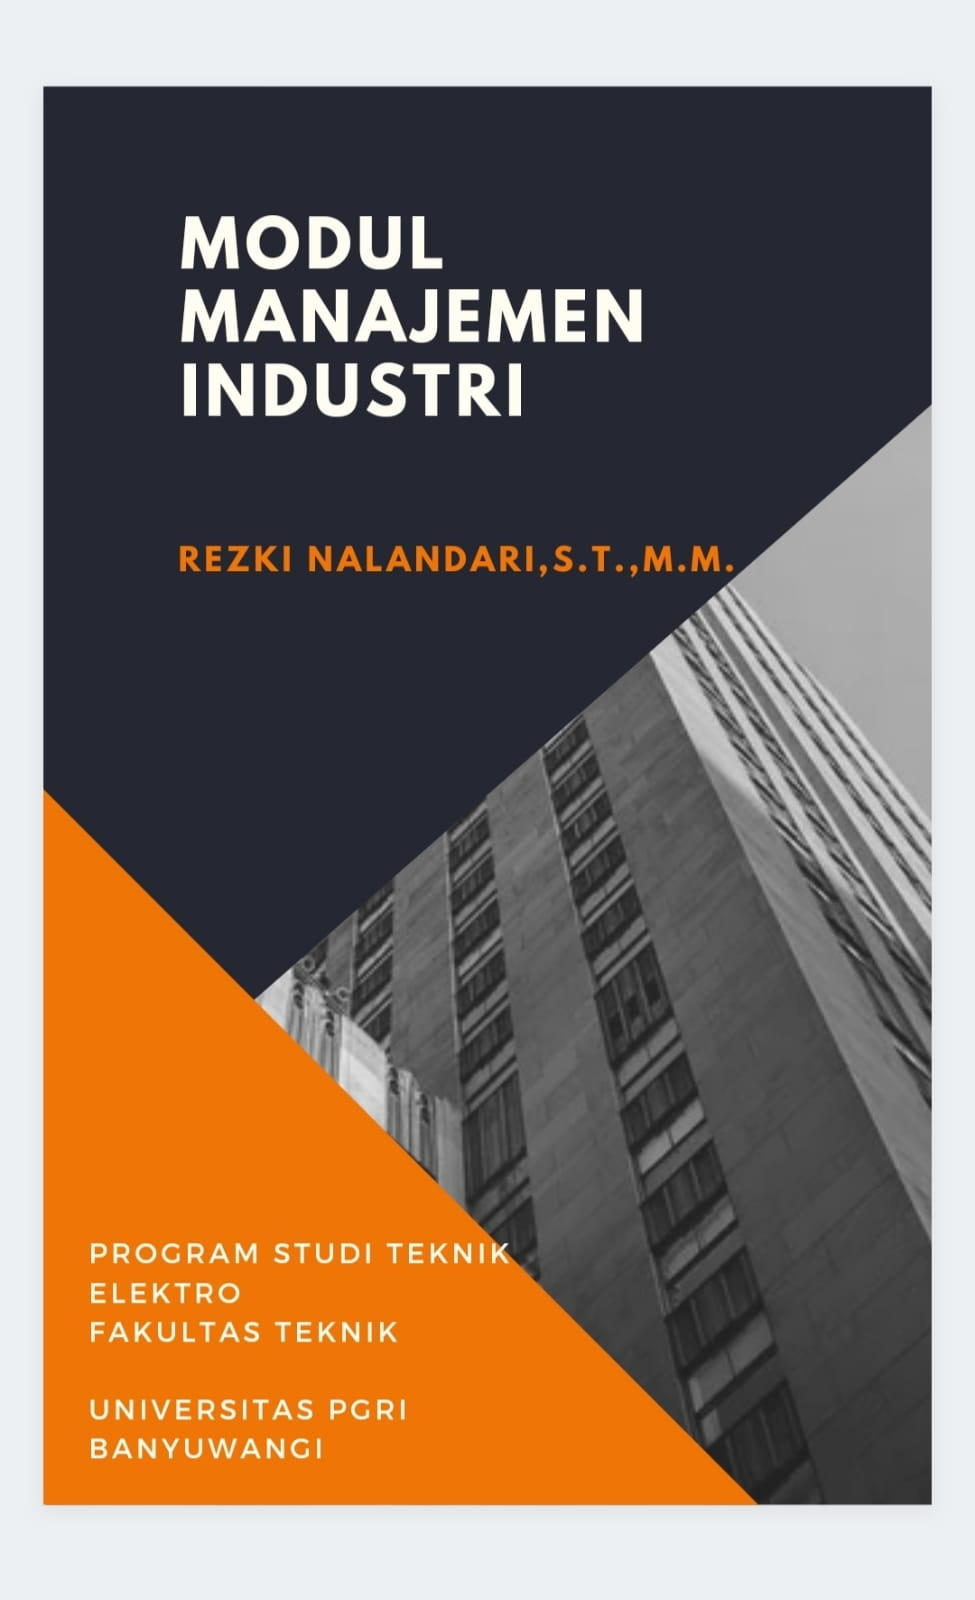 MODUL
MANAJEMEN
INDUSTRI
REZKI NALANDARI,S.T.,M.M.
PROGRAM STUDI TEKNIK
ELEKTRO
FAKULTAS TEKNIK
UNIVERSITAS PGRI
BANYUWANGI